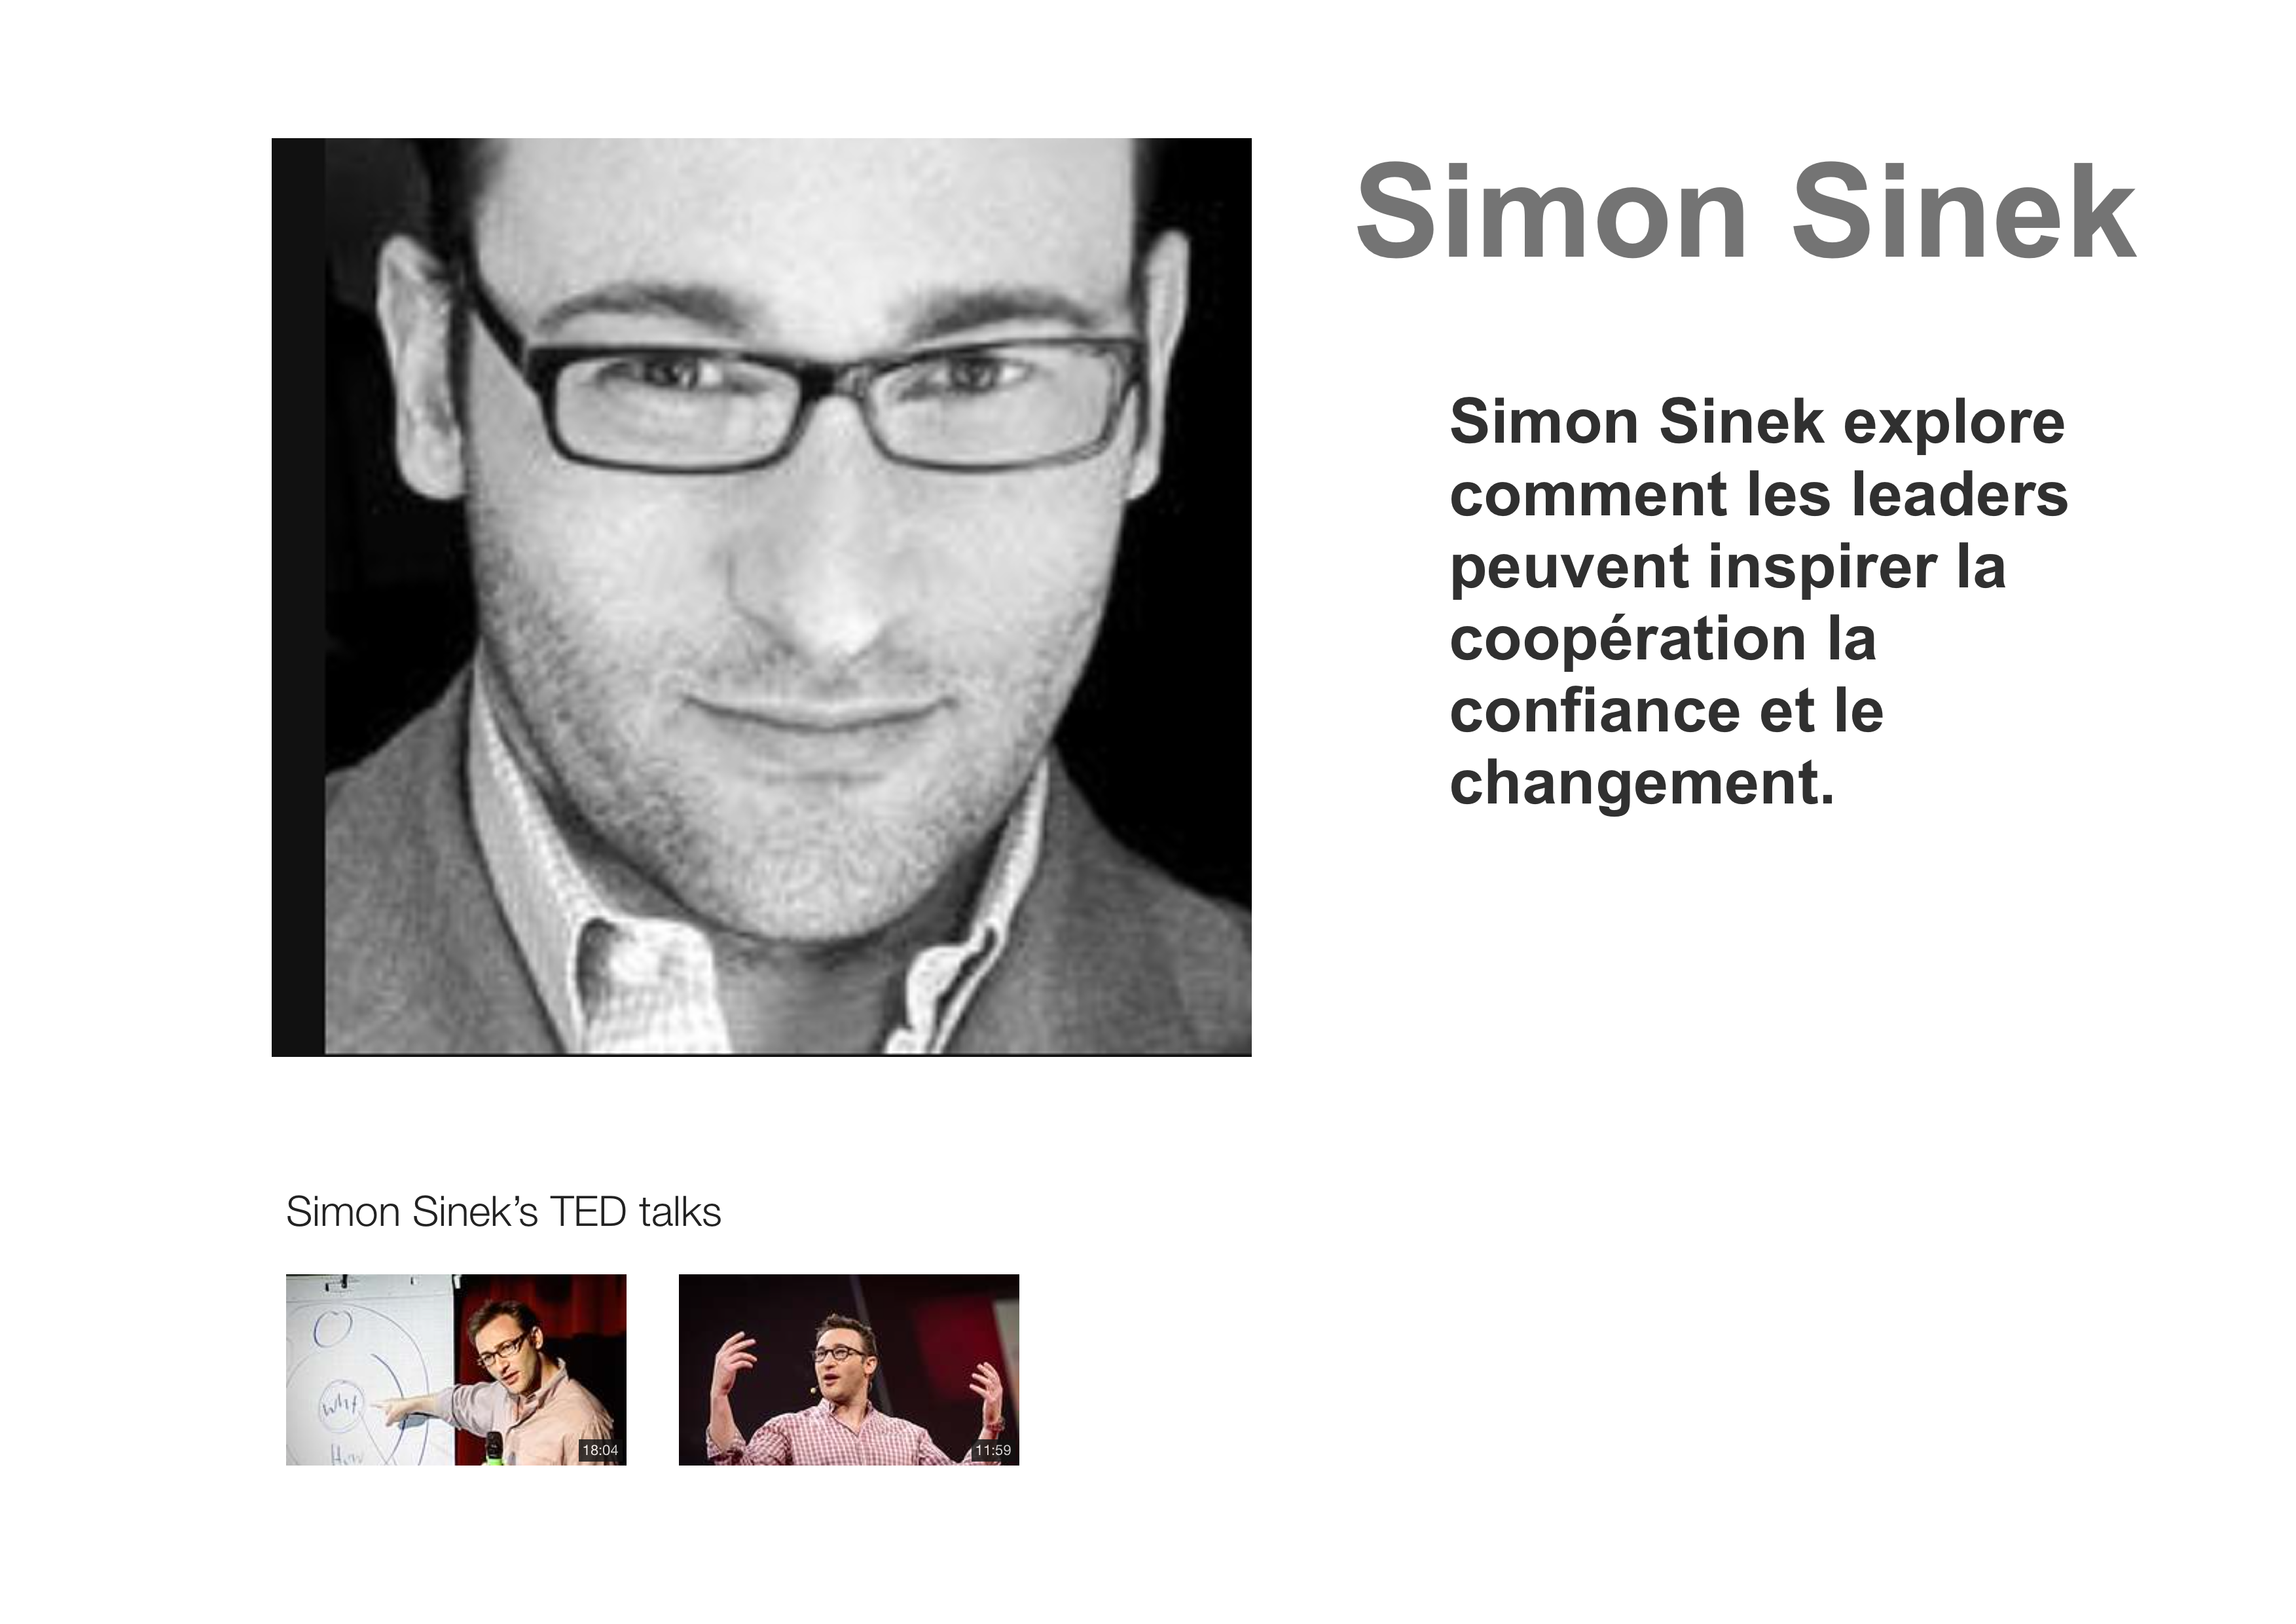 Simon Sinek
Simon Sinek explore
comment les leaders
peuvent inspirer la
coopération la
confiance et le
changement.
Simon Sinek’s TED talks
Why
How
18:04
11:59